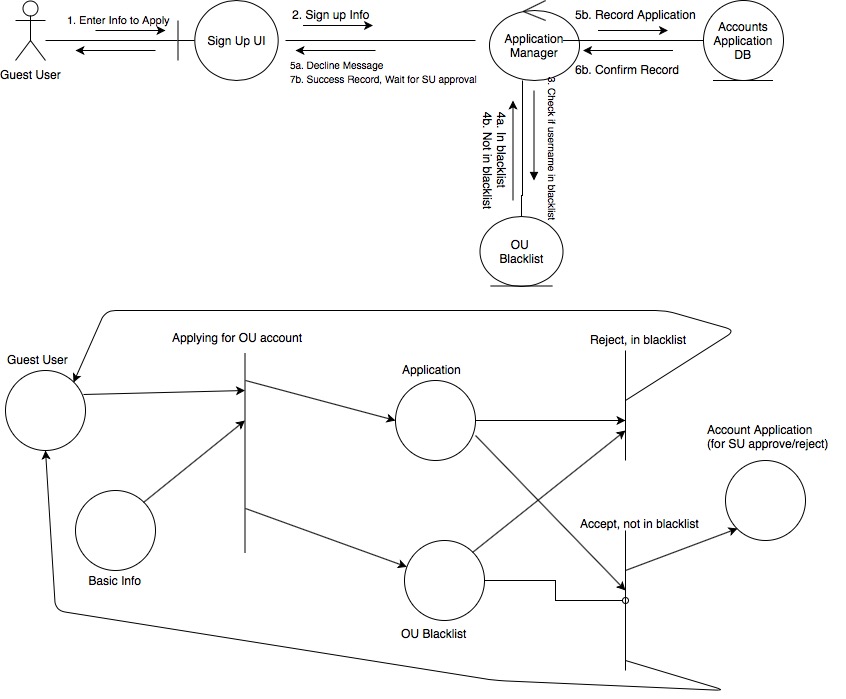 1. Enter Info to Apply
Guest User
Sign Up UI
2. Sign up Info
5a. Decline Message
7b. Success Record, Wait for SU approval
Application
Manager
5b. Record Application
6b. Confirm Record
Accounts
Application
DB
3. Check if username in blacklist
4a. In blacklist
4b. Not in blacklist
OU
Blacklist
Applying for OU account
Reject, in blacklist
Guest User
Application
Account Application
(for SU approve/reject)
Accept, not in blacklist
Basic Info
OU Blacklist